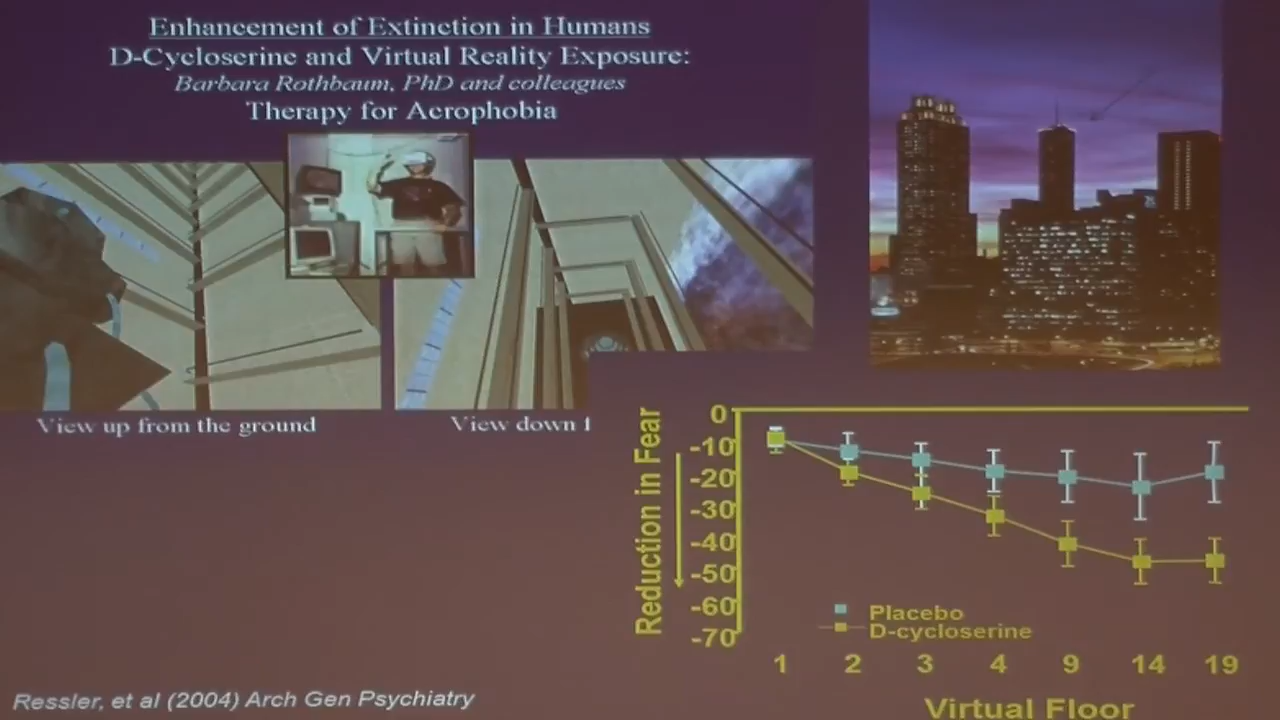 Enhancement of Extinction in Humans
D-Cycloserine and Virtual Reality Exposure:
Barbara Rothbaum, PhD and colleagues
Therapy for Acrophobia
View up from the ground
View down f
Reduction in Fear
0
-10
-20
-30
-40
-50
-60
-70
Placebo
D-cycloserine
1 2 3 4 9 14 19
Virtual Floor
Ressler, et al (2004) Arch Gen Psychiatry